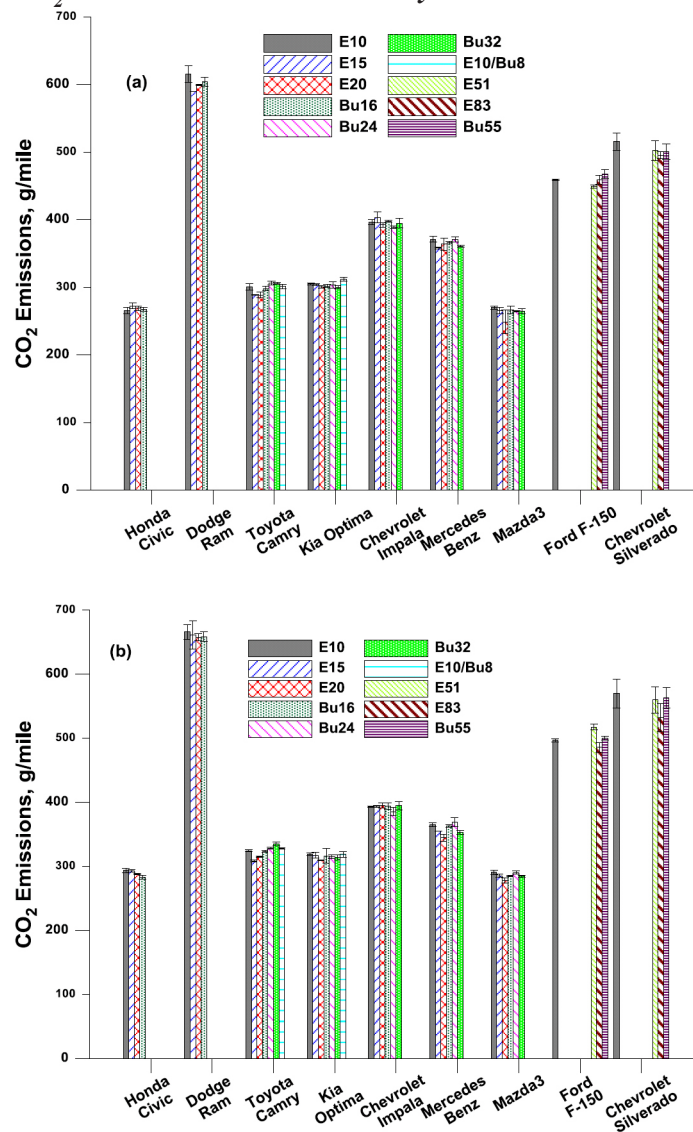 700
600
500
400
300
200
100
0
CO2 Emissions, g/mile
(a)
E10
E15
E20
Bu16
Bu24
Bu32
E10/Bu8
E51
E83
Bu55
Honda
Civic
Dodge
Ram
Toyota
Camry
Kia Optima
Chevrolet
Impala
Mercedes
Benz
Mazda3
Ford F-150
Chevrolet
Silverado
700
600
500
400
300
200
100
0
CO2 Emissions, g/mile
(b)
E10
E15
E20
Bu16
Bu24
Bu32
E10/Bu8
E51
E83
Bu55
Honda
Civic
Dodge
Ram
Toyota
Camry
Kia
Optima
Chevrolet
Impala
Mercedes
Benz
Mazda3
Ford
F-150
Chevrolet
Silverado